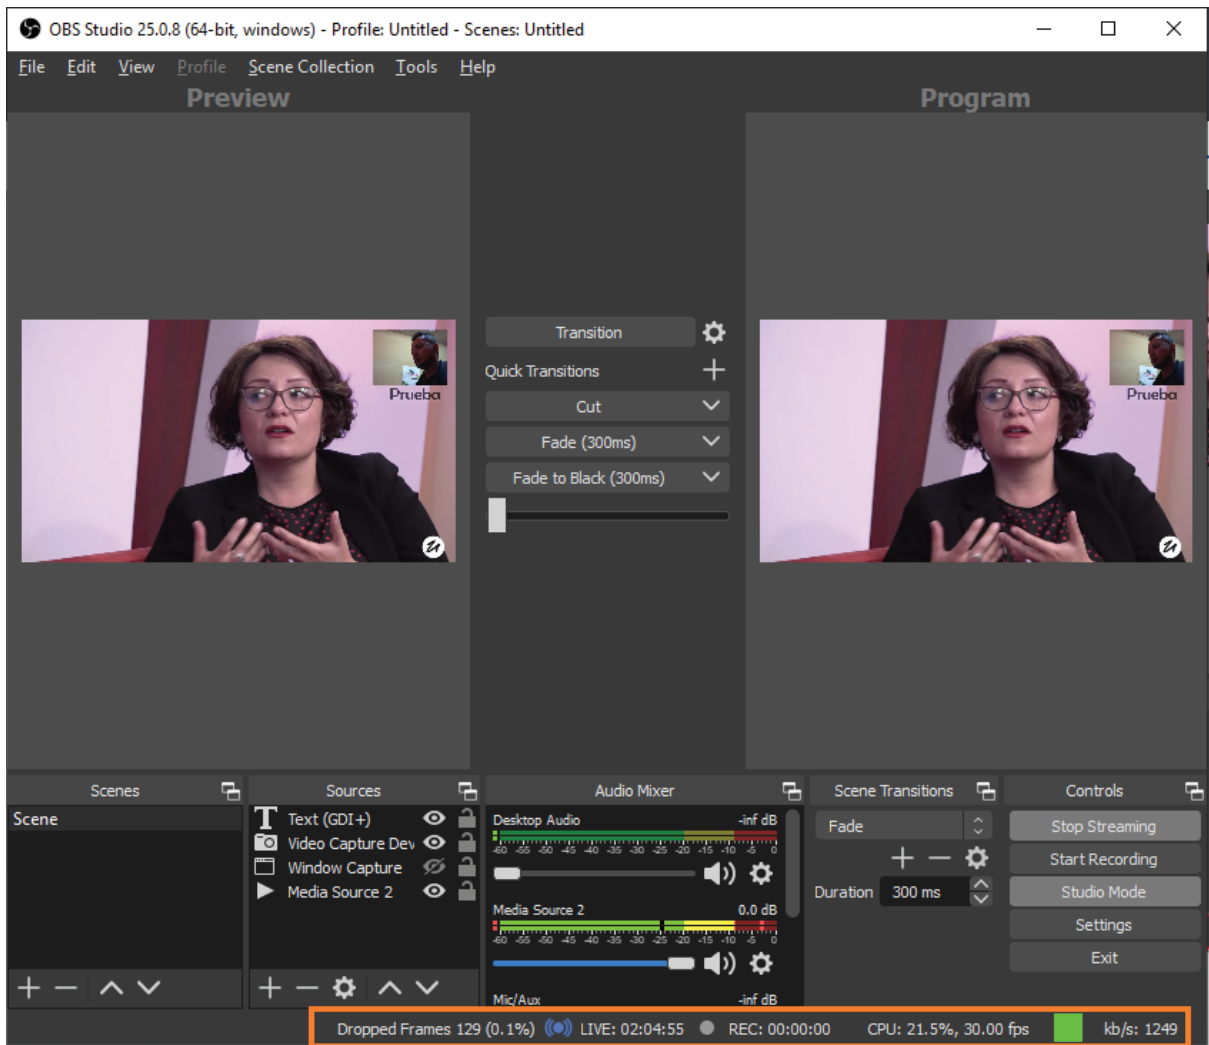 OBS Studio 25.0.8 (64-bit, windows) - Profile: Untitled - Scenes: Untitled
File Edit View Profile Scene Collection Tools Help
Preview
Program
Prueba
Transition
Quick Transitions
Cut
Fade (300ms)
Fade to Black (300ms)
Prueba
Scenes
Scene
Sources
Text (GDI+)
Video Capture Dev
Window Capture
Media Source 2
Audio Mixer
Desktop Audio -inf dB
-60 -55 -50 -45 -40 -35 -30 -25 -20 -15 -10 -5 0
Media Source 2 0.0 dB
-60 -55 -50 -45 -40 -35 -30 -25 -20 -15 -10 -5 0
Mic/Aux -inf dB
Scene Transitions
Fade
Duration 300 ms
Controls
Stop Streaming
Start Recording
Studio Mode
Settings
Exit
Dropped Frames 129 (0.1%) LIVE: 02:04:55 REC: 00:00:00 CPU: 21.5%, 30.00 fps kb/s: 1249